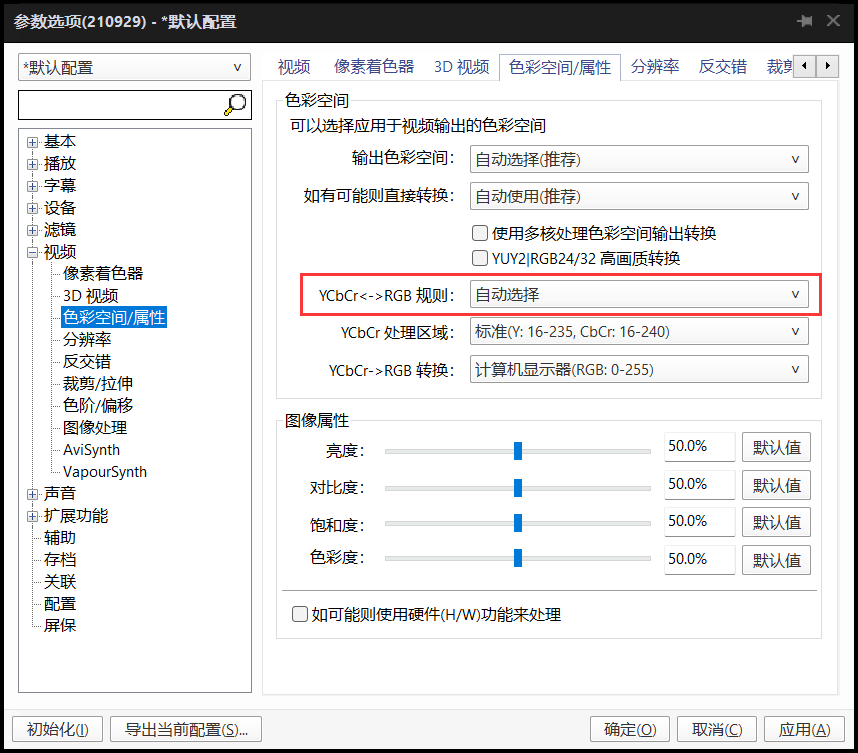 参数选项(210929) - *默认配置
*默认配置
基本
播放
字幕
设备
滤镜
视频
像素着色器
3D 视频
色彩空间/属性
分辨率
反交错
裁剪/拉伸
色阶/偏移
图像处理
AviSynth
VapourSynth
声音
扩展功能
辅助
存档
关联
配置
屏保
视频 像素着色器 3D 视频 色彩空间/属性 分辨率 反交错 裁剪
色彩空间
可以选择应用于视频输出的色彩空间
输出色彩空间: 自动选择(推荐)
如有可能则直接转换: 自动使用(推荐)
使用多核处理色彩空间输出转换
YUY2|RGB24/32 高画质转换
YCbCr<->RGB 规则: 自动选择
YCbCr 处理区域: 标准(Y: 16-235, CbCr: 16-240)
YCbCr->RGB 转换: 计算机显示器(RGB: 0-255)
图像属性
亮度: 50.0% 默认值
对比度: 50.0% 默认值
饱和度: 50.0% 默认值
色彩度: 50.0% 默认值
如可能则使用硬件(H/W)功能来处理
初始化(I) 导出当前配置(S)... 确定(O) 取消(C) 应用(A)